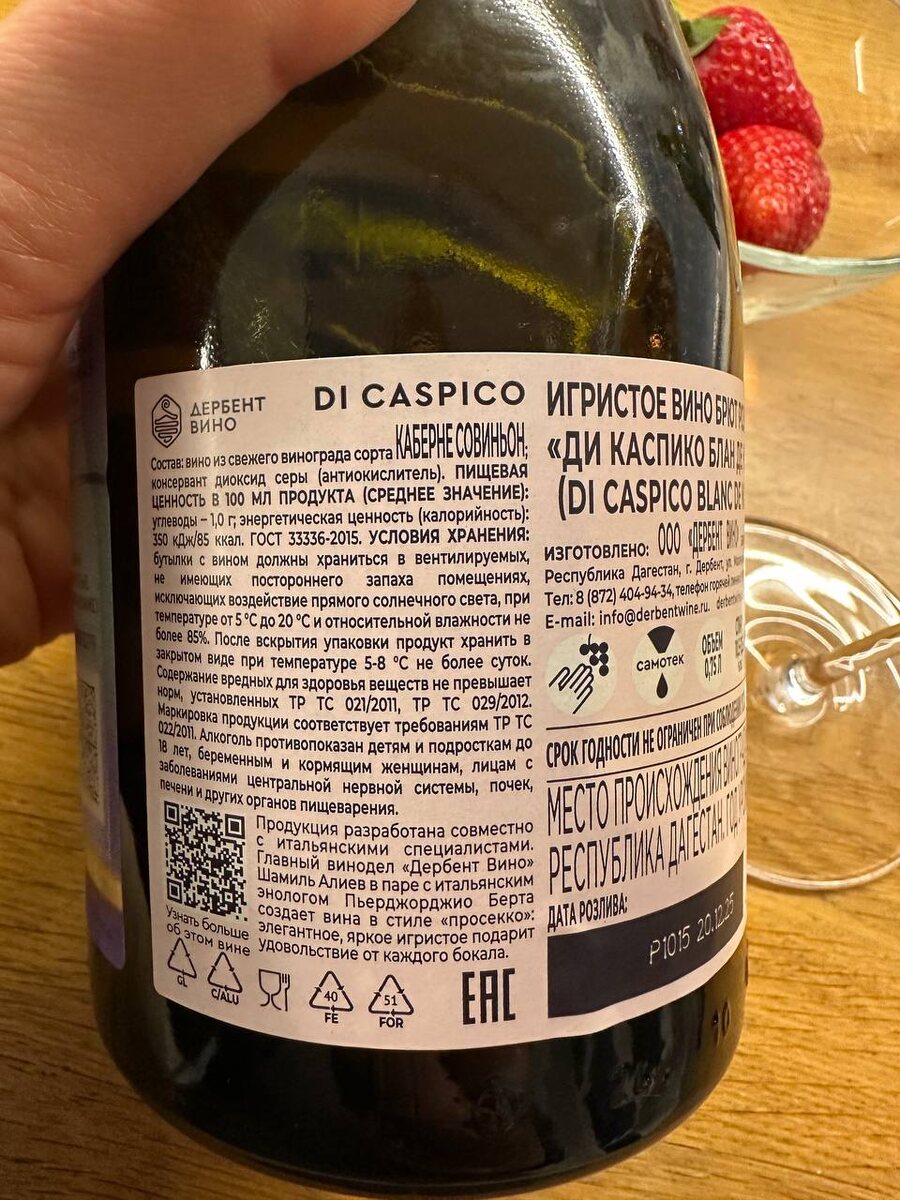 ДЕРБЕНТ
ВИНО
DI CASPICO
Состав: вино из свежего винограда сорта КАБЕРНЕ СОВИНЬОН;
консервант диоксид серы (антиокислитель). ПИЩЕВАЯ
ЦЕННОСТЬ В 100 МЛ ПРОДУКТА (СРЕДНЕЕ ЗНАЧЕНИЕ):
углеводы – 1,0 г; энергетическая ценность (калорийность):
350 кДж/85 ккал. ГОСТ 33336-2015. УСЛОВИЯ ХРАНЕНИЯ:
бутылки с вином должны храниться в вентилируемых,
не имеющих постороннего запаха помещениях,
исключающих воздействие прямого солнечного света, при
температуре от 5 °С до 20 °С и относительной влажности не
более 85%. После вскрытия упаковки продукт хранить в
закрытом виде при температуре 5-8 °С не более суток.
Содержание вредных для здоровья веществ не превышает
норм, установленных ТР ТС 021/2011, ТР ТС 029/2012.
Маркировка продукции соответствует требованиям ТР ТС
022/2011. Алкоголь противопоказан детям и подросткам до
18 лет, беременным и кормящим женщинам, лицам с
заболеваниями центральной нервной системы, почек,
печени и других органов пищеварения.
Продукция разработана совместно
с итальянскими специалистами.
Главный винодел «Дербент Вино»
Шамиль Алиев в паре с итальянским
энологом Пьерджорджио Берта
создает вина в стиле «просекко»:
элегантное, яркое игристое подарит
удовольствие от каждого бокала.
Узнать больше
об этом вине
GL
C/ALU
40
FE
51
FOR
EAC
ИГРИСТОЕ ВИНО БРЮТ
«ДИ КАСПИКО БЛАН ДЕ
(DI CASPICO BLANC DE
ИЗГОТОВЛЕНО: ООО «ДЕРБЕНТ ВИНО»
Республика Дагестан, г. Дербент, ул.
Тел: 8 (872) 404-94-34, телефон горячей
E-mail: info@derbentwine.ru.
самотек
ОБЪЕМ
0,75 Л
СРОК ГОДНОСТИ НЕ ОГРАНИЧЕН ПРИ
МЕСТО ПРОИСХОЖДЕНИЯ
РЕСПУБЛИКА ДАГЕСТАН. ГОД
ДАТА РОЗЛИВА:
P1015 20.12.25